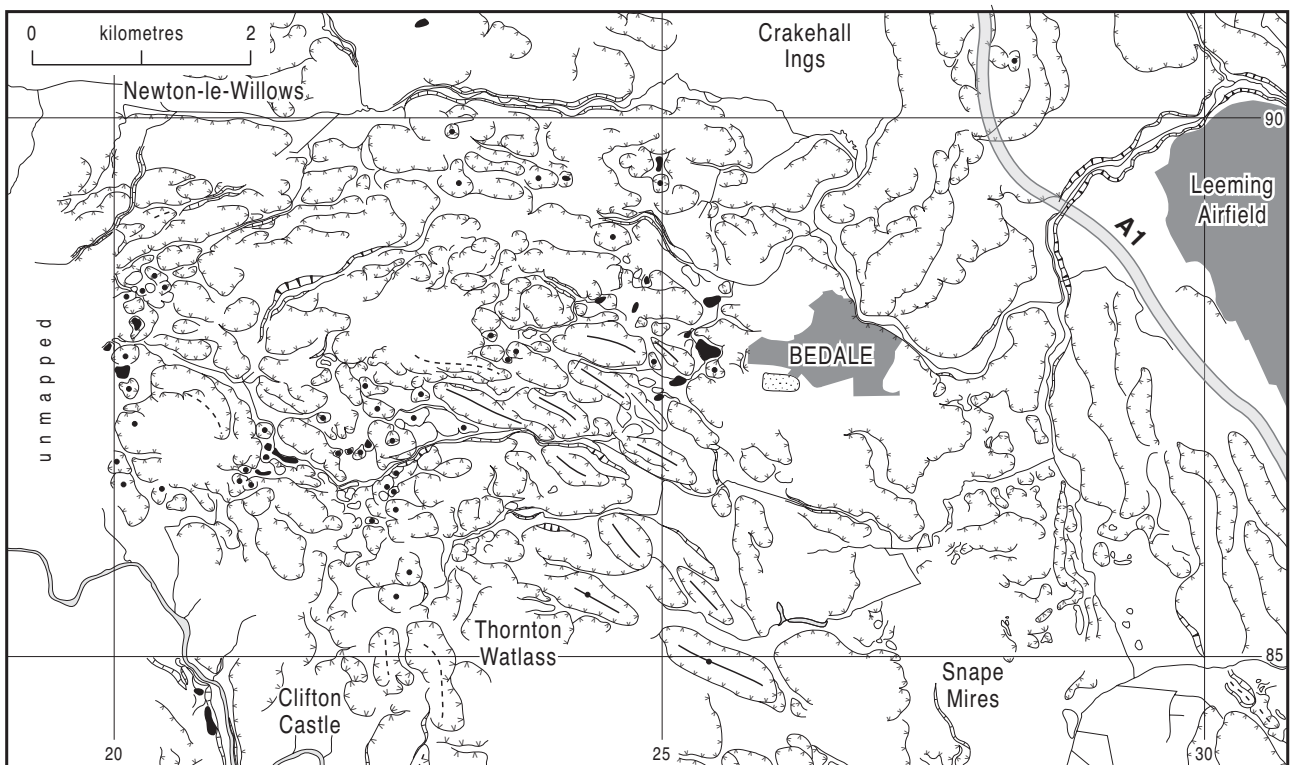 0 kilometres 2
Crakehall
Ings
Newton-le-Willows
90
Leeming
Airfield
A1
unmapped
BEDALE
Thornton
Watlass
Snape
Mires
85
Clifton
Castle
20
25
30